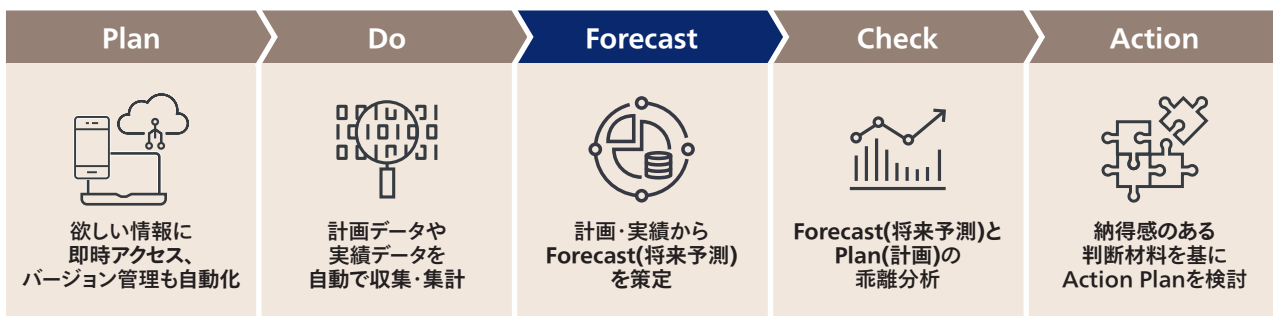 Plan
Do
Forecast
Check
Action
欲しい情報に
即時アクセス、
バージョン管理も自動化
計画データや
実績データを
自動で収集・集計
計画・実績から
Forecast(将来予測)
を策定
Forecast(将来予測)と
Plan(計画)の
乖離分析
納得感のある
判断材料を基に
Action Planを検討